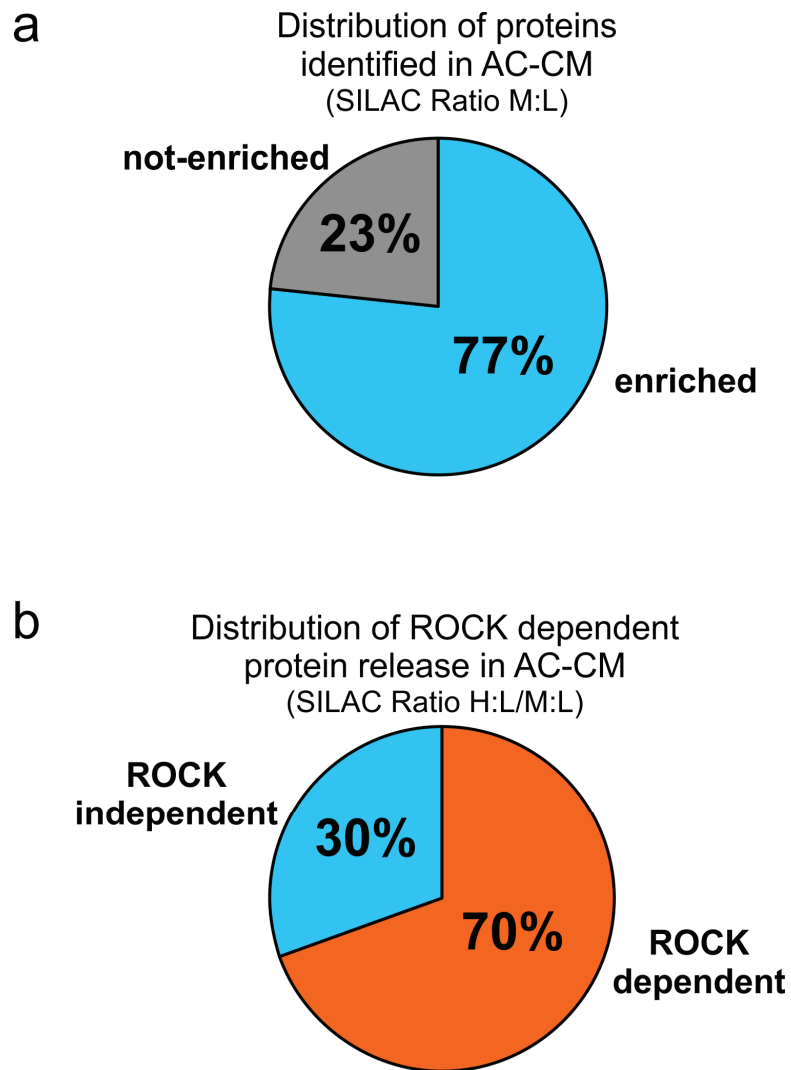 a
Distribution of proteins
identified in AC-CM
(SILAC Ratio M:L)
not-enriched
23%
77%
enriched
b
Distribution of ROCK dependent
protein release in AC-CM
(SILAC Ratio H:L/M:L)
ROCK
independent
30%
70%
ROCK
dependent